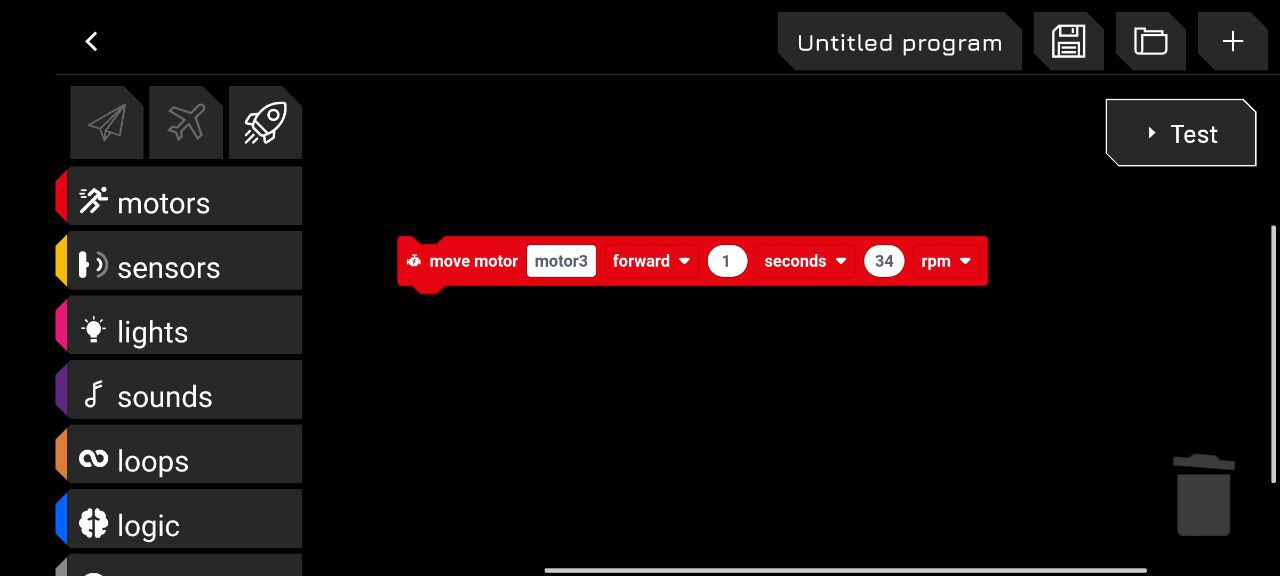 Untitled program
Test
motors
sensors
lights
sounds
loops
logic
move motor motor3 forward 1 seconds 34 rpm